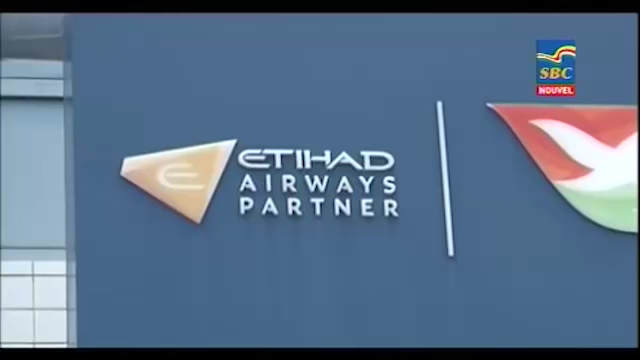 SBC
NOUVEL
ETIHAD
AIRWAYS
PARTNER